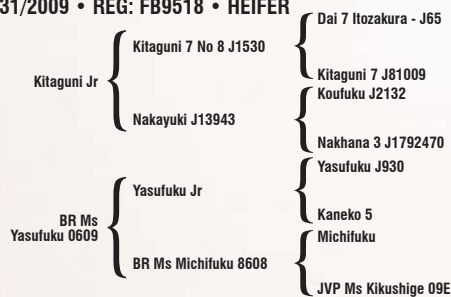 31/2009 • REG: FB9518 • HEIFER
Dai 7 Itozakura - J65
Kitaguni 7 No 8 J1530
Kitaguni 7 J81009
Kitaguni Jr
Koufuku J2132
Nakayuki J13943
Nakhana 3 J1792470
Yasufuku J930
Yasufuku Jr
Kaneko 5
BR Ms
Yasufuku 0609
Michifuku
BR Ms Michifuku 8608
JVP Ms Kikushige 09E